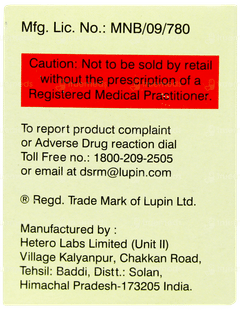 Mfg. Lic. No.: MNB/09/780
Caution: Not to be sold by retail
without the prescription of a
Registered Medical Practitioner.
To report product complaint
or Adverse Drug reaction dial
Toll Free no.: 1800-209-2505
or email at dsrm@lupin.com
® Regd. Trade Mark of Lupin Ltd.
Manufactured by :
Hetero Labs Limited (Unit II)
Village Kalyanpur, Chakkan Road,
Tehsil: Baddi, Distt.: Solan,
Himachal Pradesh-173205 India.